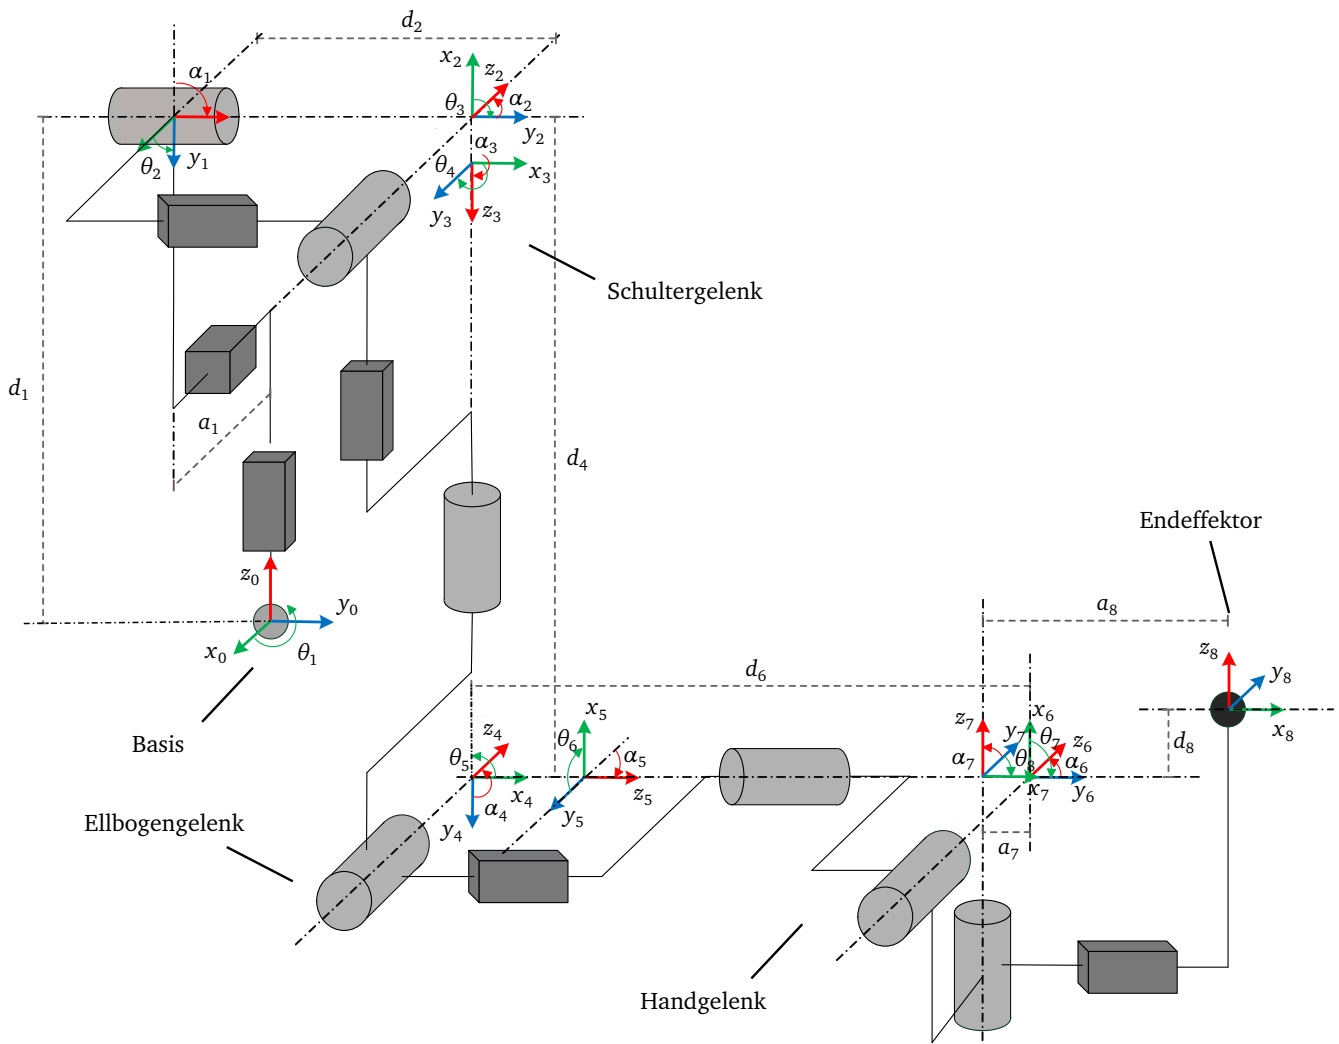 d₂
x₂
z₂
α₁
θ₃
α₂
y₂
θ₂
y₁
α₃
θ₄
x₃
y₃
z₃
Schultergelenk
d₁
a₁
d₄
Endeffektor
z₀
y₀
a₈
x₀
θ₁
z₈
y₈
d₆
Basis
x₅
z₇
y₇
x₆
x₈
z₄
θ₅
θ₆
α₅
θ₇
z₆
d₈
α₇
θ₈
α₆
x₄
z₅
x₇
y₆
α₄
y₄
y₅
Ellbogengelenk
a₇
Handgelenk